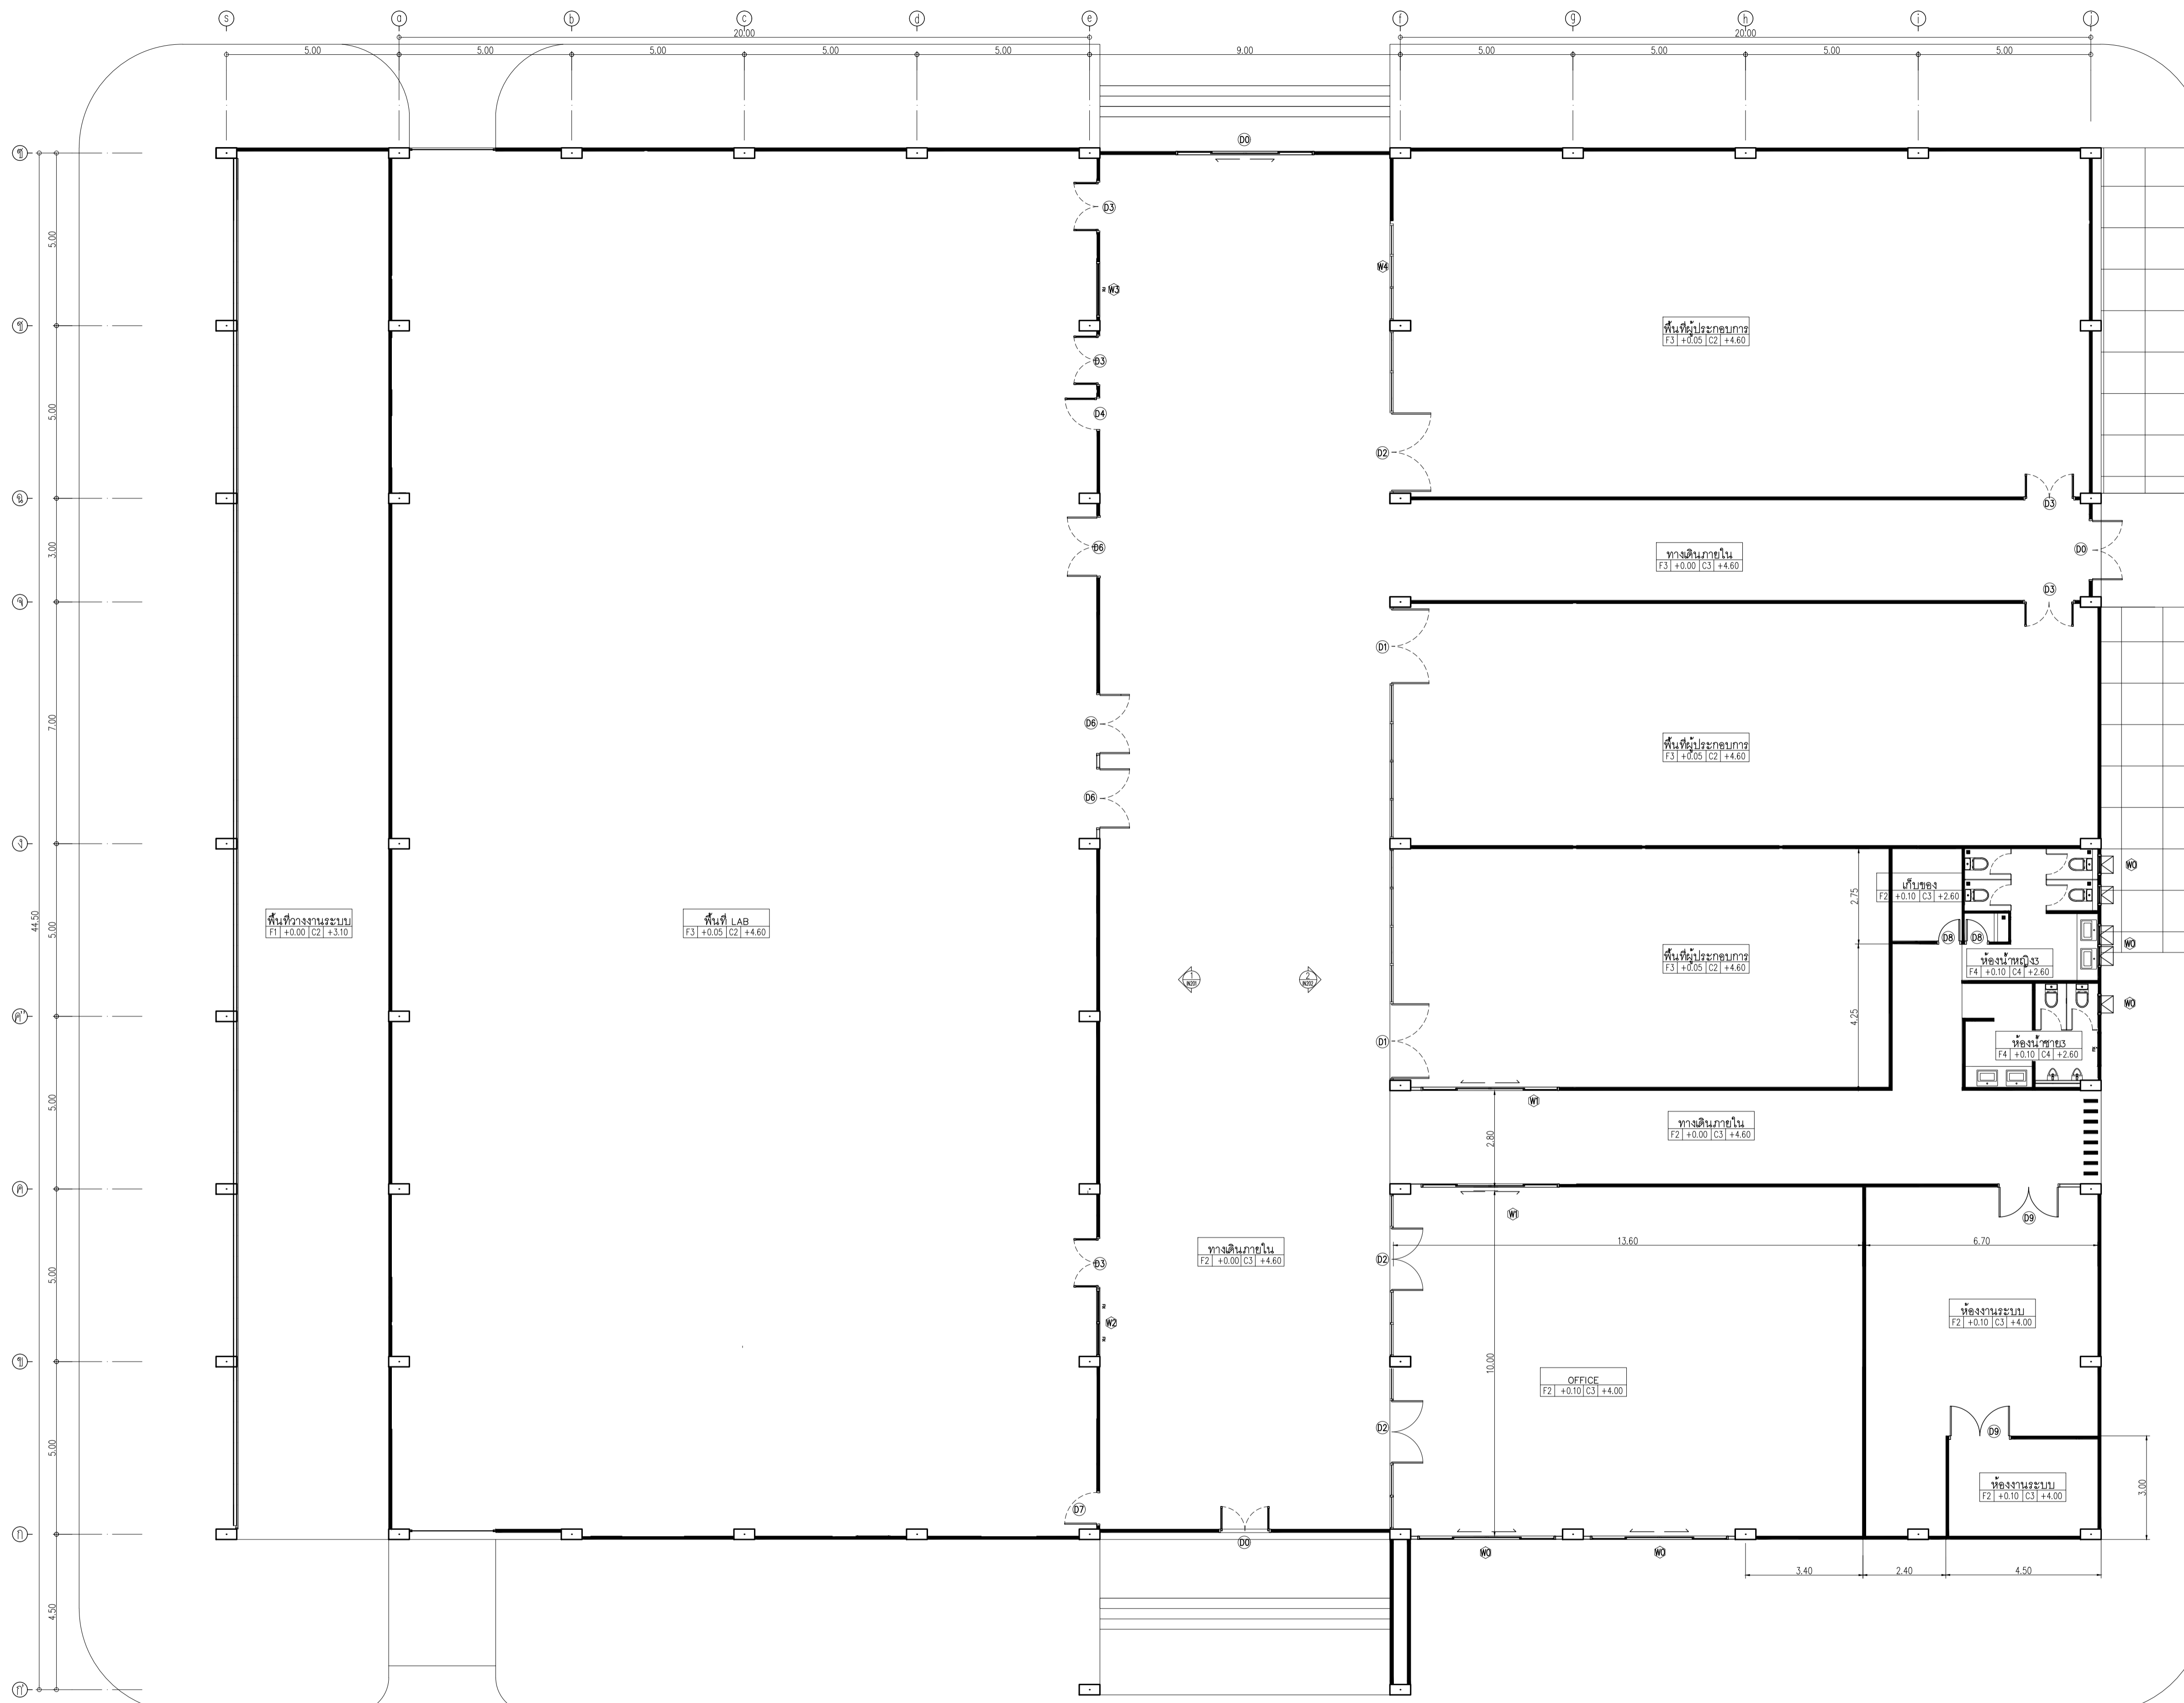 s a b c d e f g h i j
20.00 20.00
5.00 5.00 5.00 5.00 5.00 9.00 5.00 5.00 5.00 5.00
D0
D3
W3
W4
พื้นที่ผู้ประกอบการ
F3 +0.05 C2 +4.60
D3
D4
D2
D3
D6
ทางเดินภายใน
F3 +0.00 C3 +4.60
D0
D3
D1
D6
พื้นที่ผู้ประกอบการ
F3 +0.05 C2 +4.60
D6
W0
เก็บของ
F2 +0.10 C3 +2.60
2.75
พื้นที่วางงานระบบ
F1 +0.00 C2 +3.10
พื้นที่ LAB
F3 +0.05 C2 +4.60
D8 D8
W0
พื้นที่ผู้ประกอบการ
F3 +0.05 C2 +4.60
ห้องน้ำหญิง3
F4 +0.10 C4 +2.60
1
IN201
2
IN202
W0
4.25
D1
ห้องน้ำชาย3
F4 +0.10 C4 +2.60
W1
ทางเดินภายใน
F2 +0.00 C3 +4.60
2.80
W1
D9
13.60 6.70
ทางเดินภายใน
F2 +0.00 C3 +4.60
D3
D2
ห้องงานระบบ
F2 +0.10 C3 +4.00
W2
10.00
OFFICE
F2 +0.10 C3 +4.00
D2
D9
ห้องงานระบบ
F2 +0.10 C3 +4.00
3.00
D7
D0
W0 W0
3.40 2.40 4.50
ฉ
จ
ง
ค"
ค
ข
ก
ก'
5.00
5.00
3.00
7.00
5.00
5.00
5.00
5.00
4.50
44.50